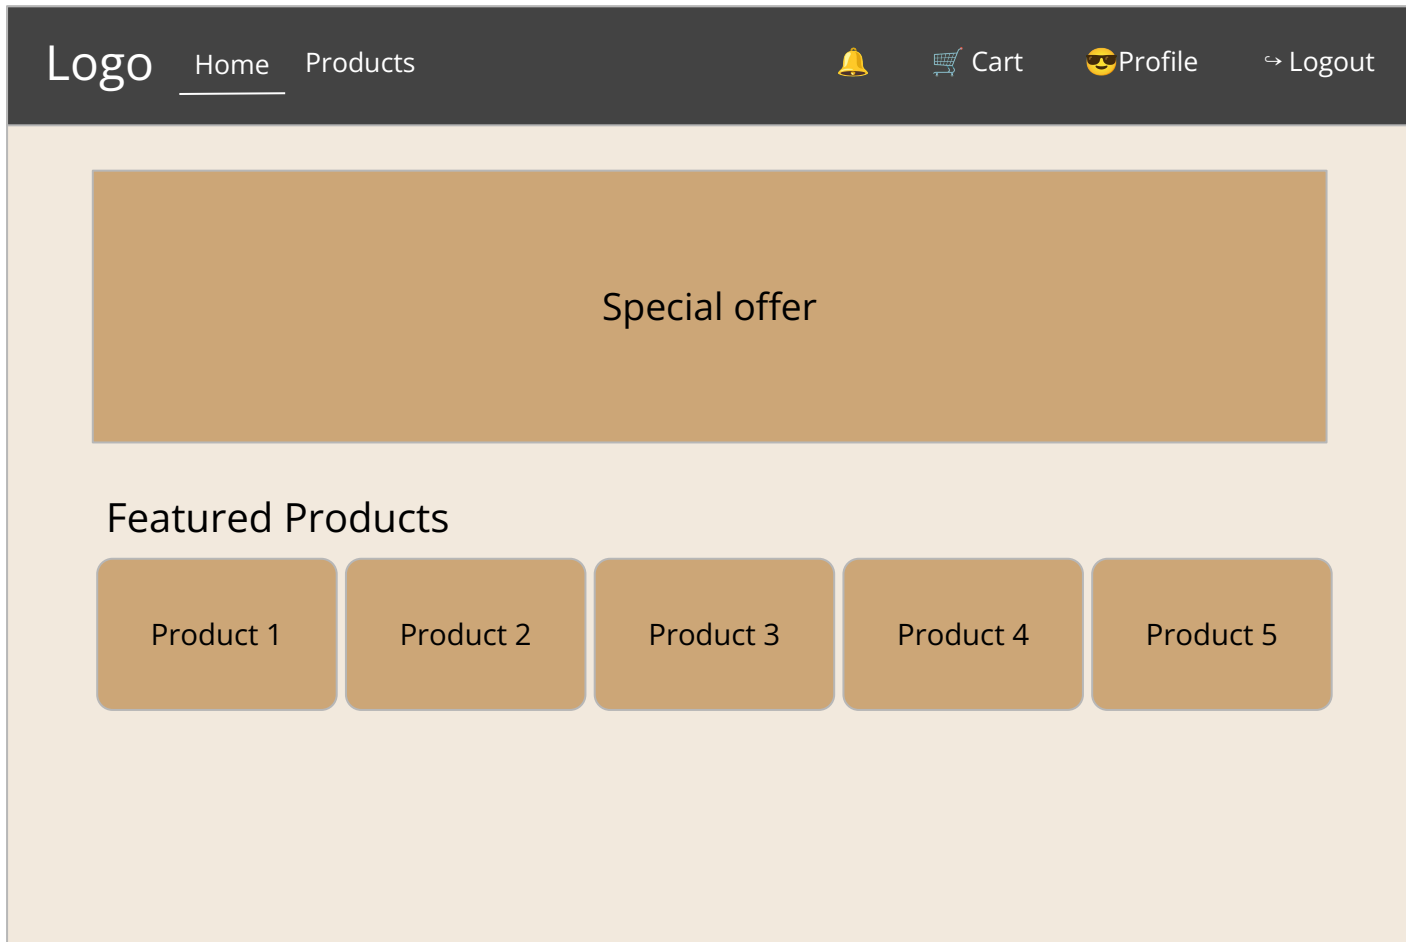 Logo Home Products 🔔 🛒 Cart 😎Profile ↪ Logout
Special offer
Featured Products
Product 1 Product 2 Product 3 Product 4 Product 5